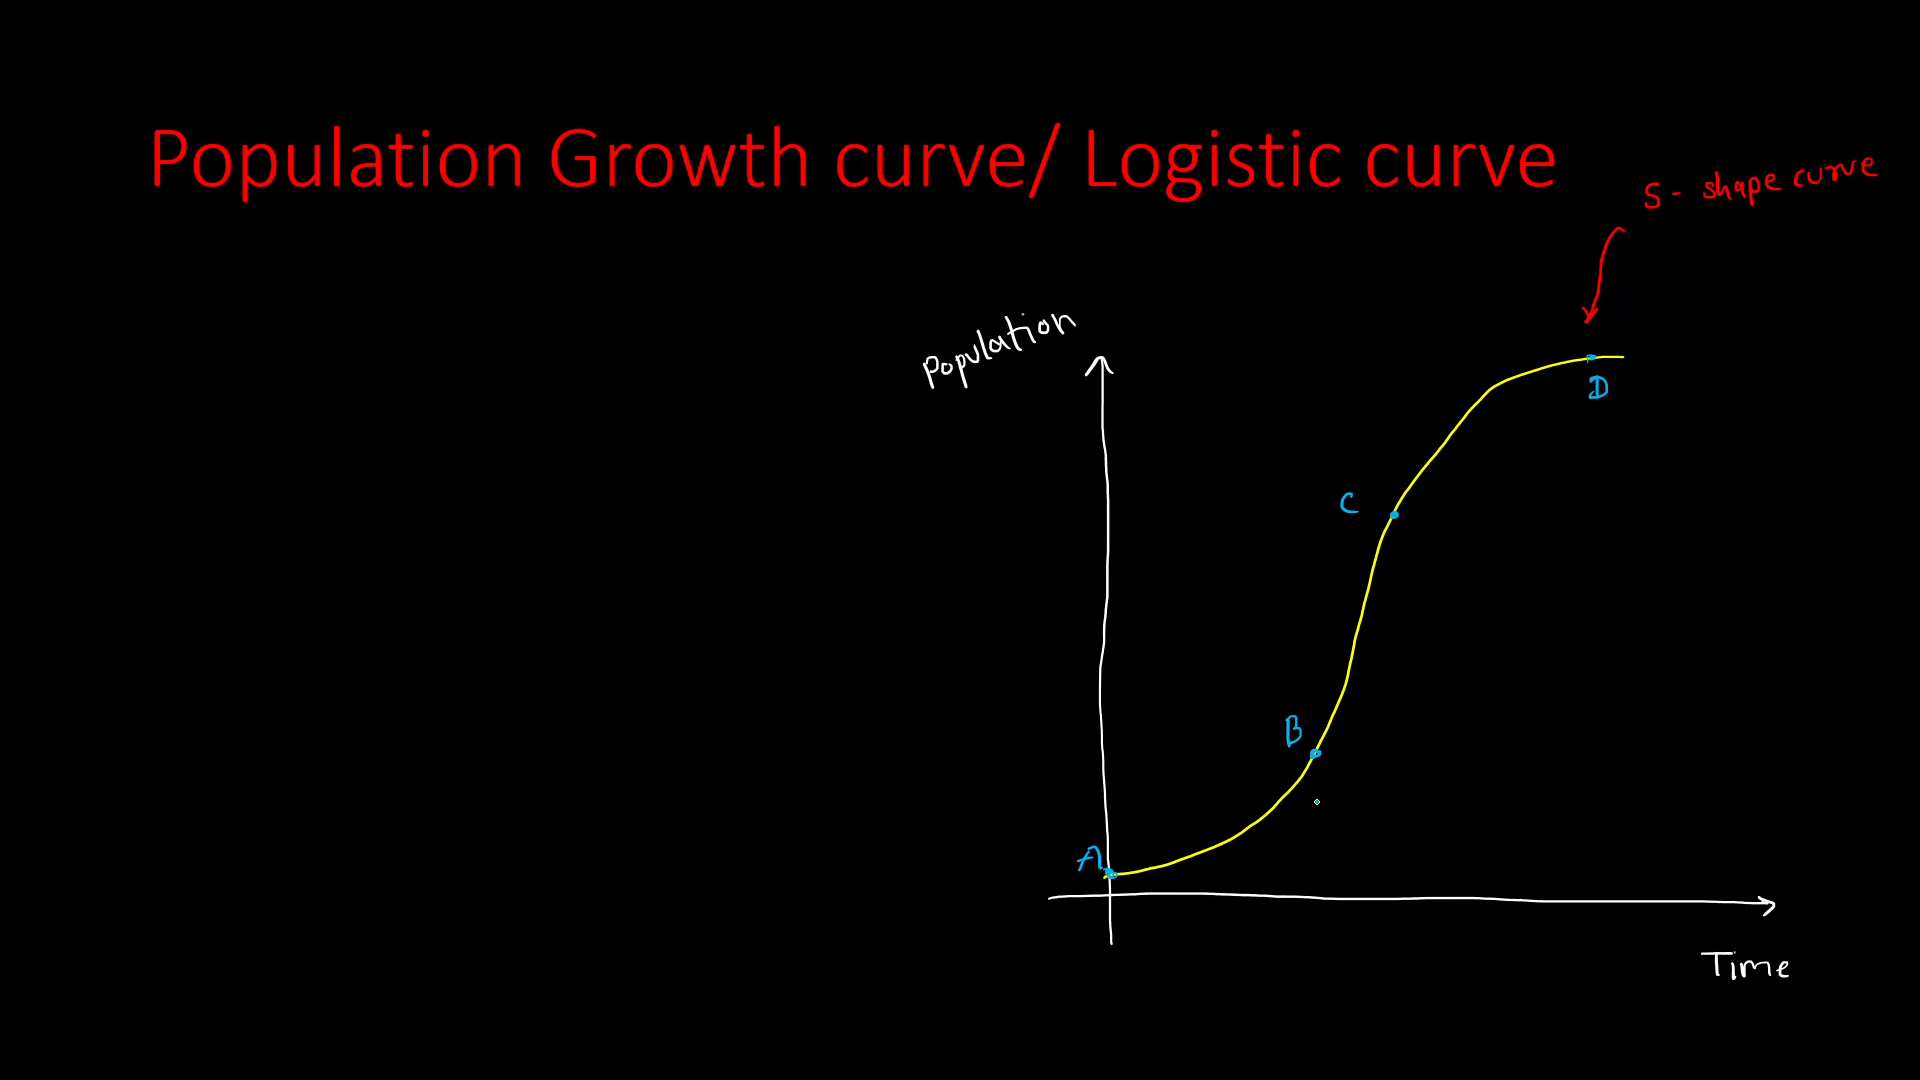 Population Growth curve/ Logistic curve
S - shape curve
Population
D
C
B
A
Time